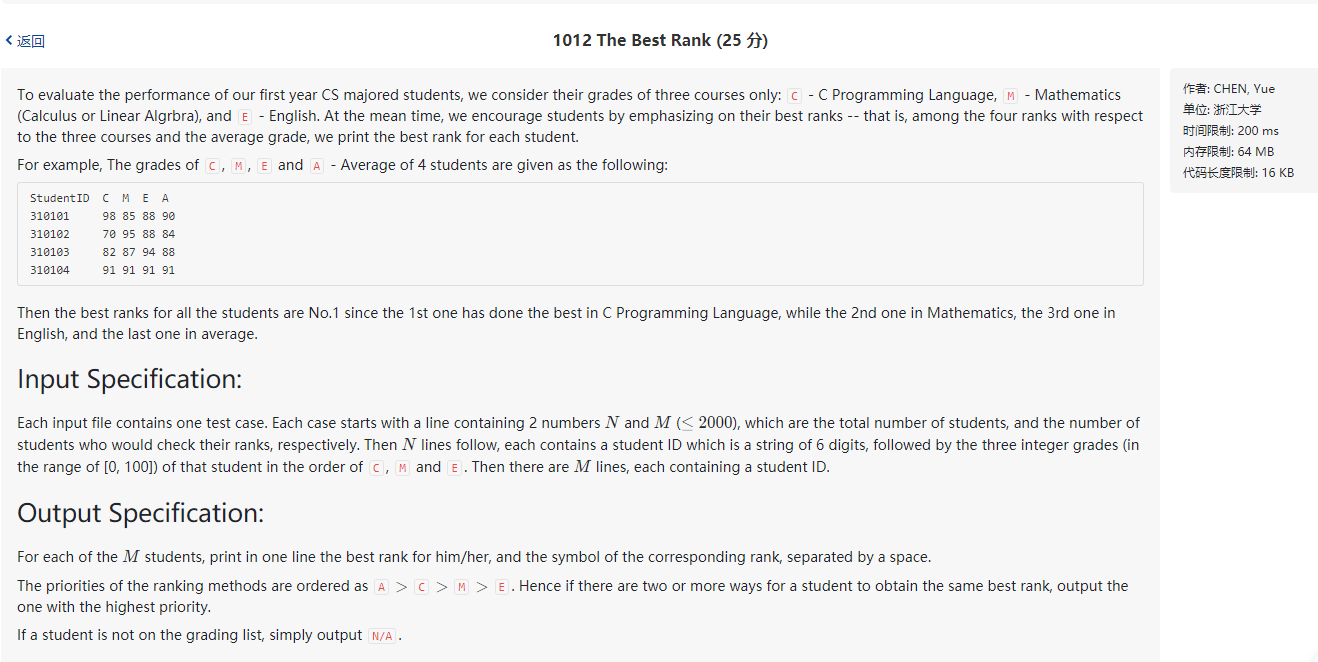 返回
1012 The Best Rank (25 分)
To evaluate the performance of our first year CS majored students, we consider their grades of three courses only: C - C Programming Language, M - Mathematics
(Calculus or Linear Algrbra), and E - English. At the mean time, we encourage students by emphasizing on their best ranks -- that is, among the four ranks with respect
to the three courses and the average grade, we print the best rank for each student.
For example, The grades of C, M, E and A - Average of 4 students are given as the following:
StudentID C M E A
310101 98 85 88 90
310102 70 95 88 84
310103 82 87 94 88
310104 91 91 91 91
Then the best ranks for all the students are No.1 since the 1st one has done the best in C Programming Language, while the 2nd one in Mathematics, the 3rd one in
English, and the last one in average.
Input Specification:
Each input file contains one test case. Each case starts with a line containing 2 numbers N and M (≤ 2000), which are the total number of students, and the number of
students who would check their ranks, respectively. Then N lines follow, each contains a student ID which is a string of 6 digits, followed by the three integer grades (in
the range of [0, 100]) of that student in the order of C, M and E. Then there are M lines, each containing a student ID.
Output Specification:
For each of the M students, print in one line the best rank for him/her, and the symbol of the corresponding rank, separated by a space.
The priorities of the ranking methods are ordered as A > C > M > E. Hence if there are two or more ways for a student to obtain the same best rank, output the
one with the highest priority.
If a student is not on the grading list, simply output N/A.
作者: CHEN, Yue
单位: 浙江大学
时间限制: 200 ms
内存限制: 64 MB
代码长度限制: 16 KB